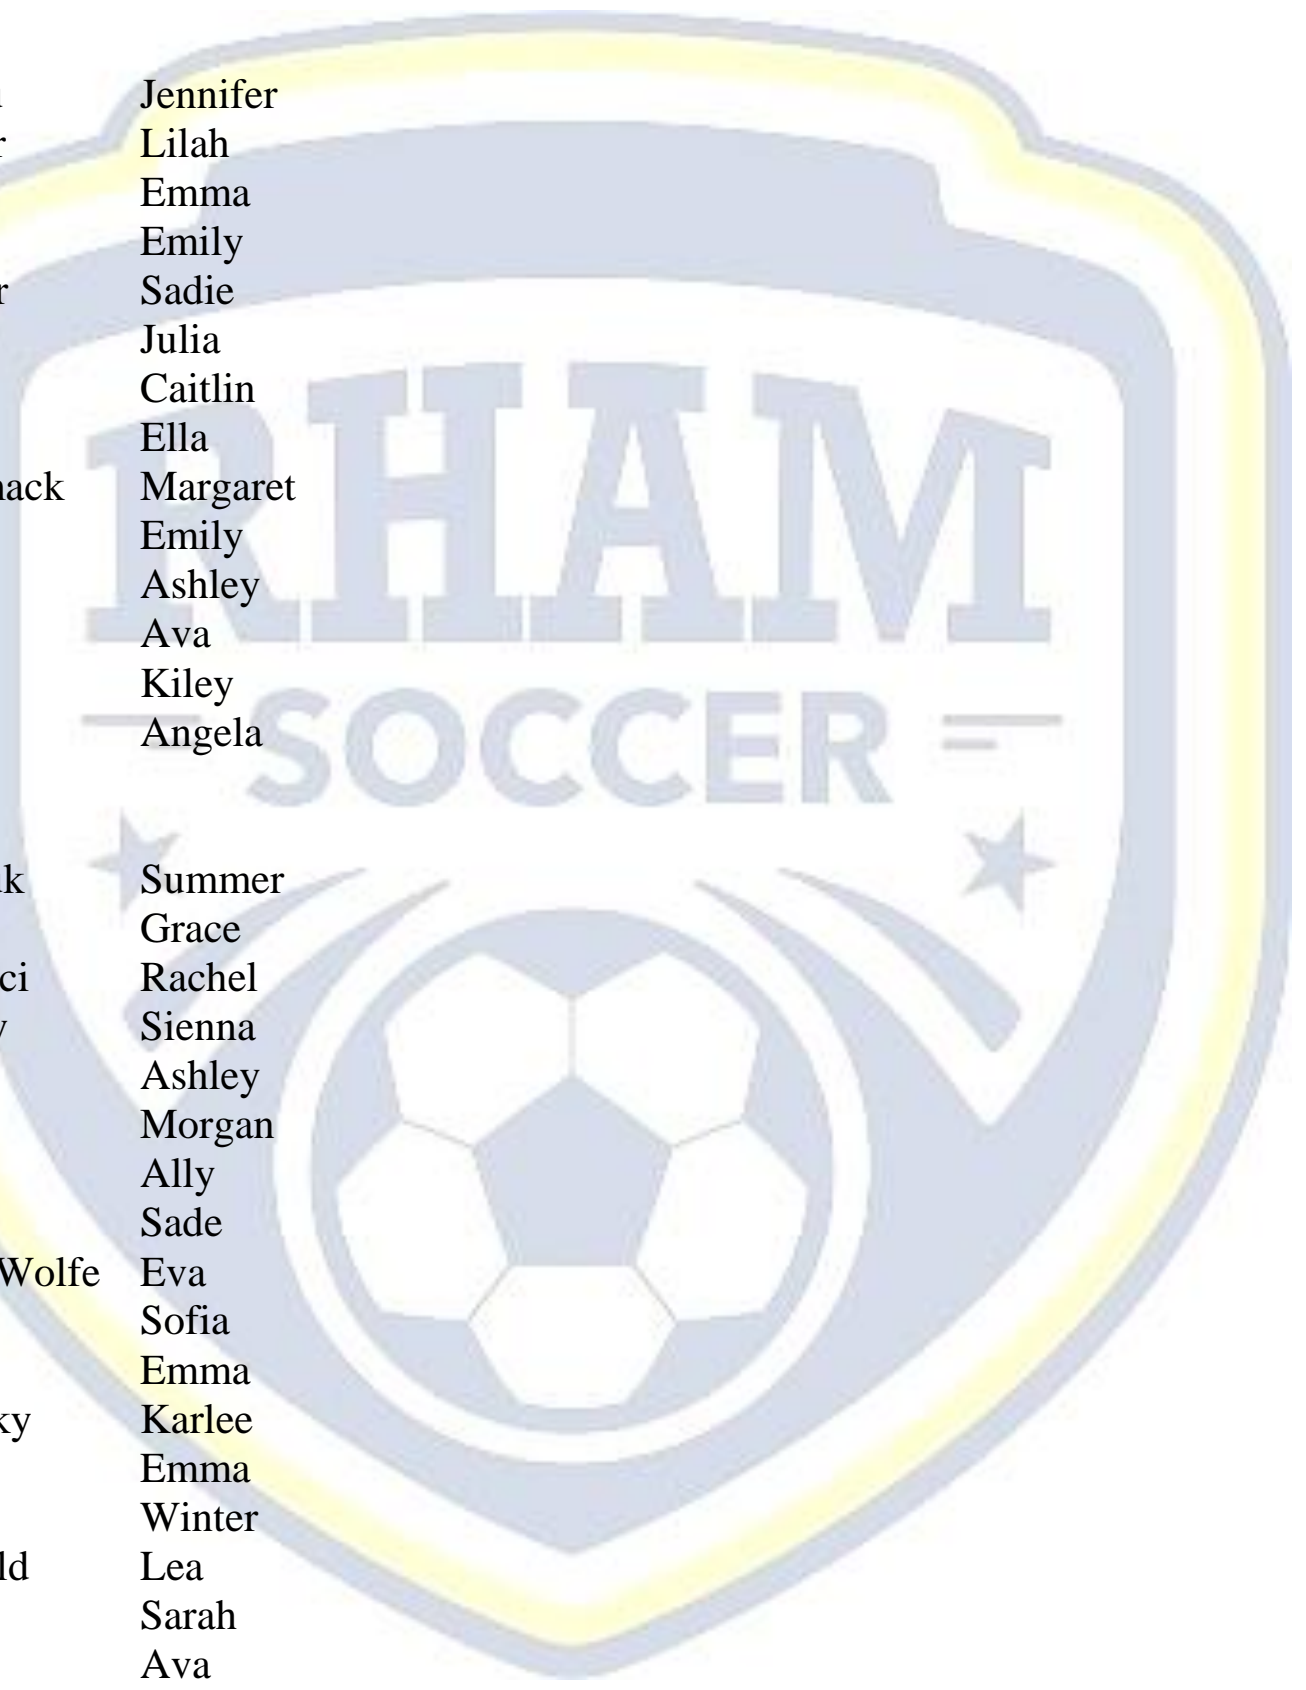 Jennifer
Lilah
Emma
Emily
Sadie
Julia
Caitlin
Ella
Margaret
Emily
Ashley
Ava
Kiley
Angela
Summer
Grace
Rachel
Sienna
Ashley
Morgan
Ally
Sade
Wolfe Eva
Sofia
Emma
Karlee
Emma
Winter
Lea
Sarah
Ava
RHAM
SOCCER